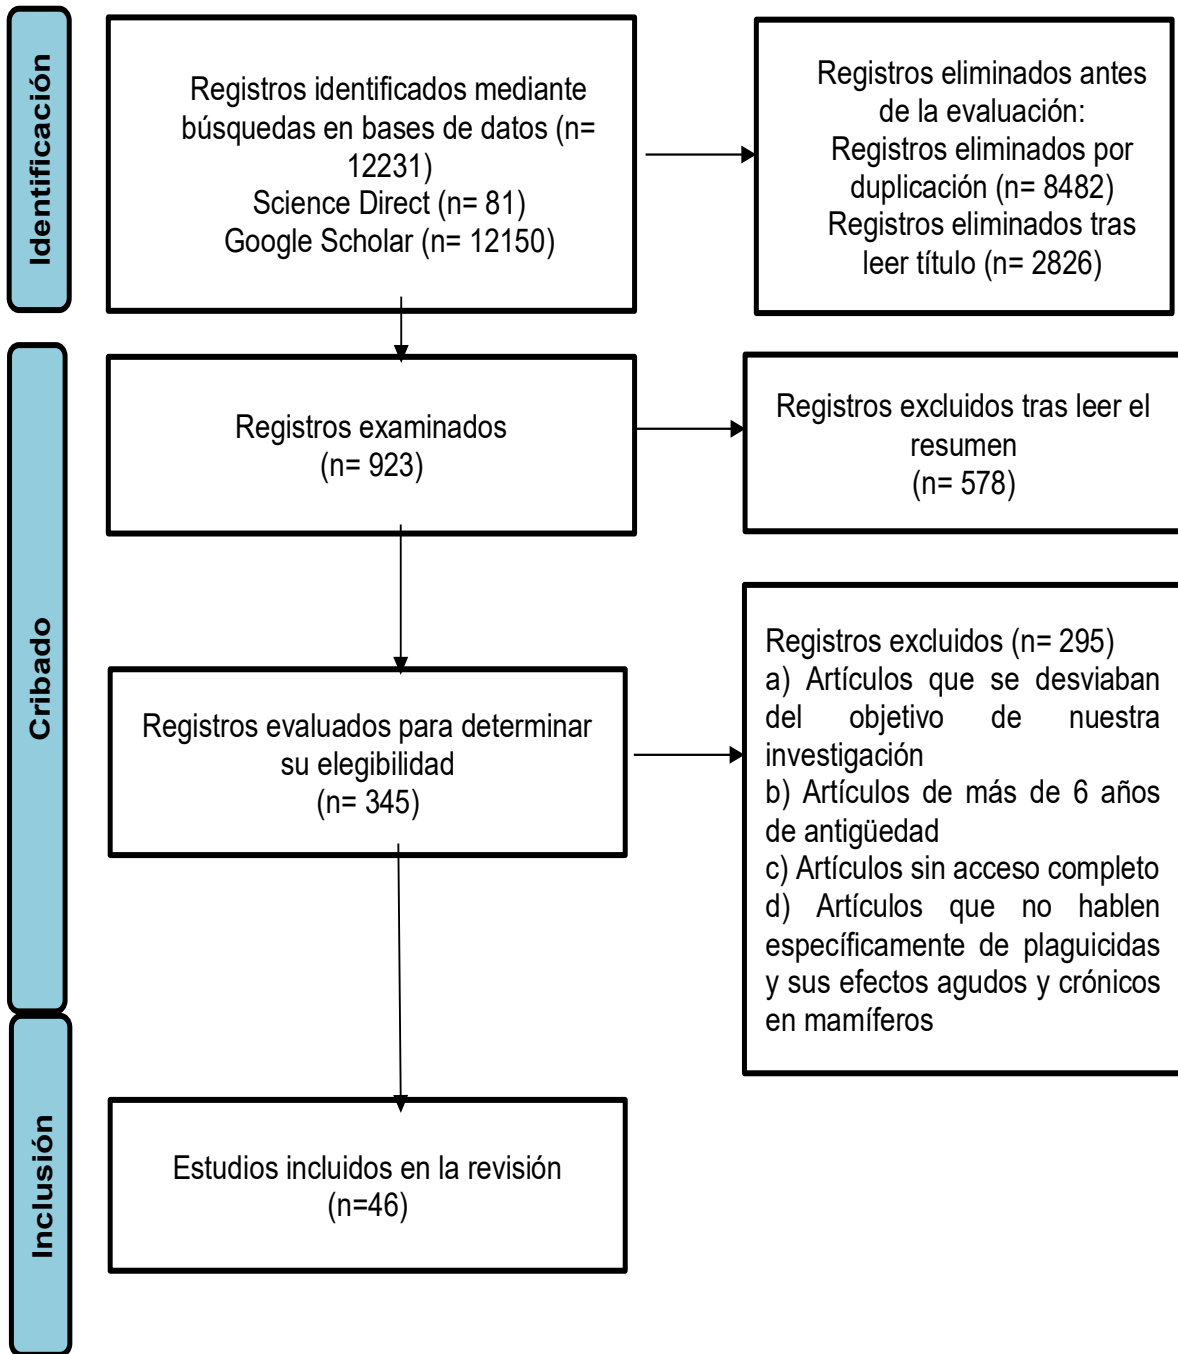 Identificación
Registros identificados mediante
búsquedas en bases de datos (n=
12231)
Science Direct (n= 81)
Google Scholar (n= 12150)
Registros eliminados antes
de la evaluación:
Registros eliminados por
duplicación (n= 8482)
Registros eliminados tras
leer título (n= 2826)
Cribado
Registros examinados
(n= 923)
Registros excluidos tras leer el
resumen
(n= 578)
Registros evaluados para determinar
su elegibilidad
(n= 345)
Registros excluidos (n= 295)
a) Artículos que se desviaban
del objetivo de nuestra
investigación
b) Artículos de más de 6 años
de antigüedad
c) Artículos sin acceso completo
d) Artículos que no hablen
específicamente de plaguicidas
y sus efectos agudos y crónicos
en mamíferos
Inclusión
Estudios incluidos en la revisión
(n=46)